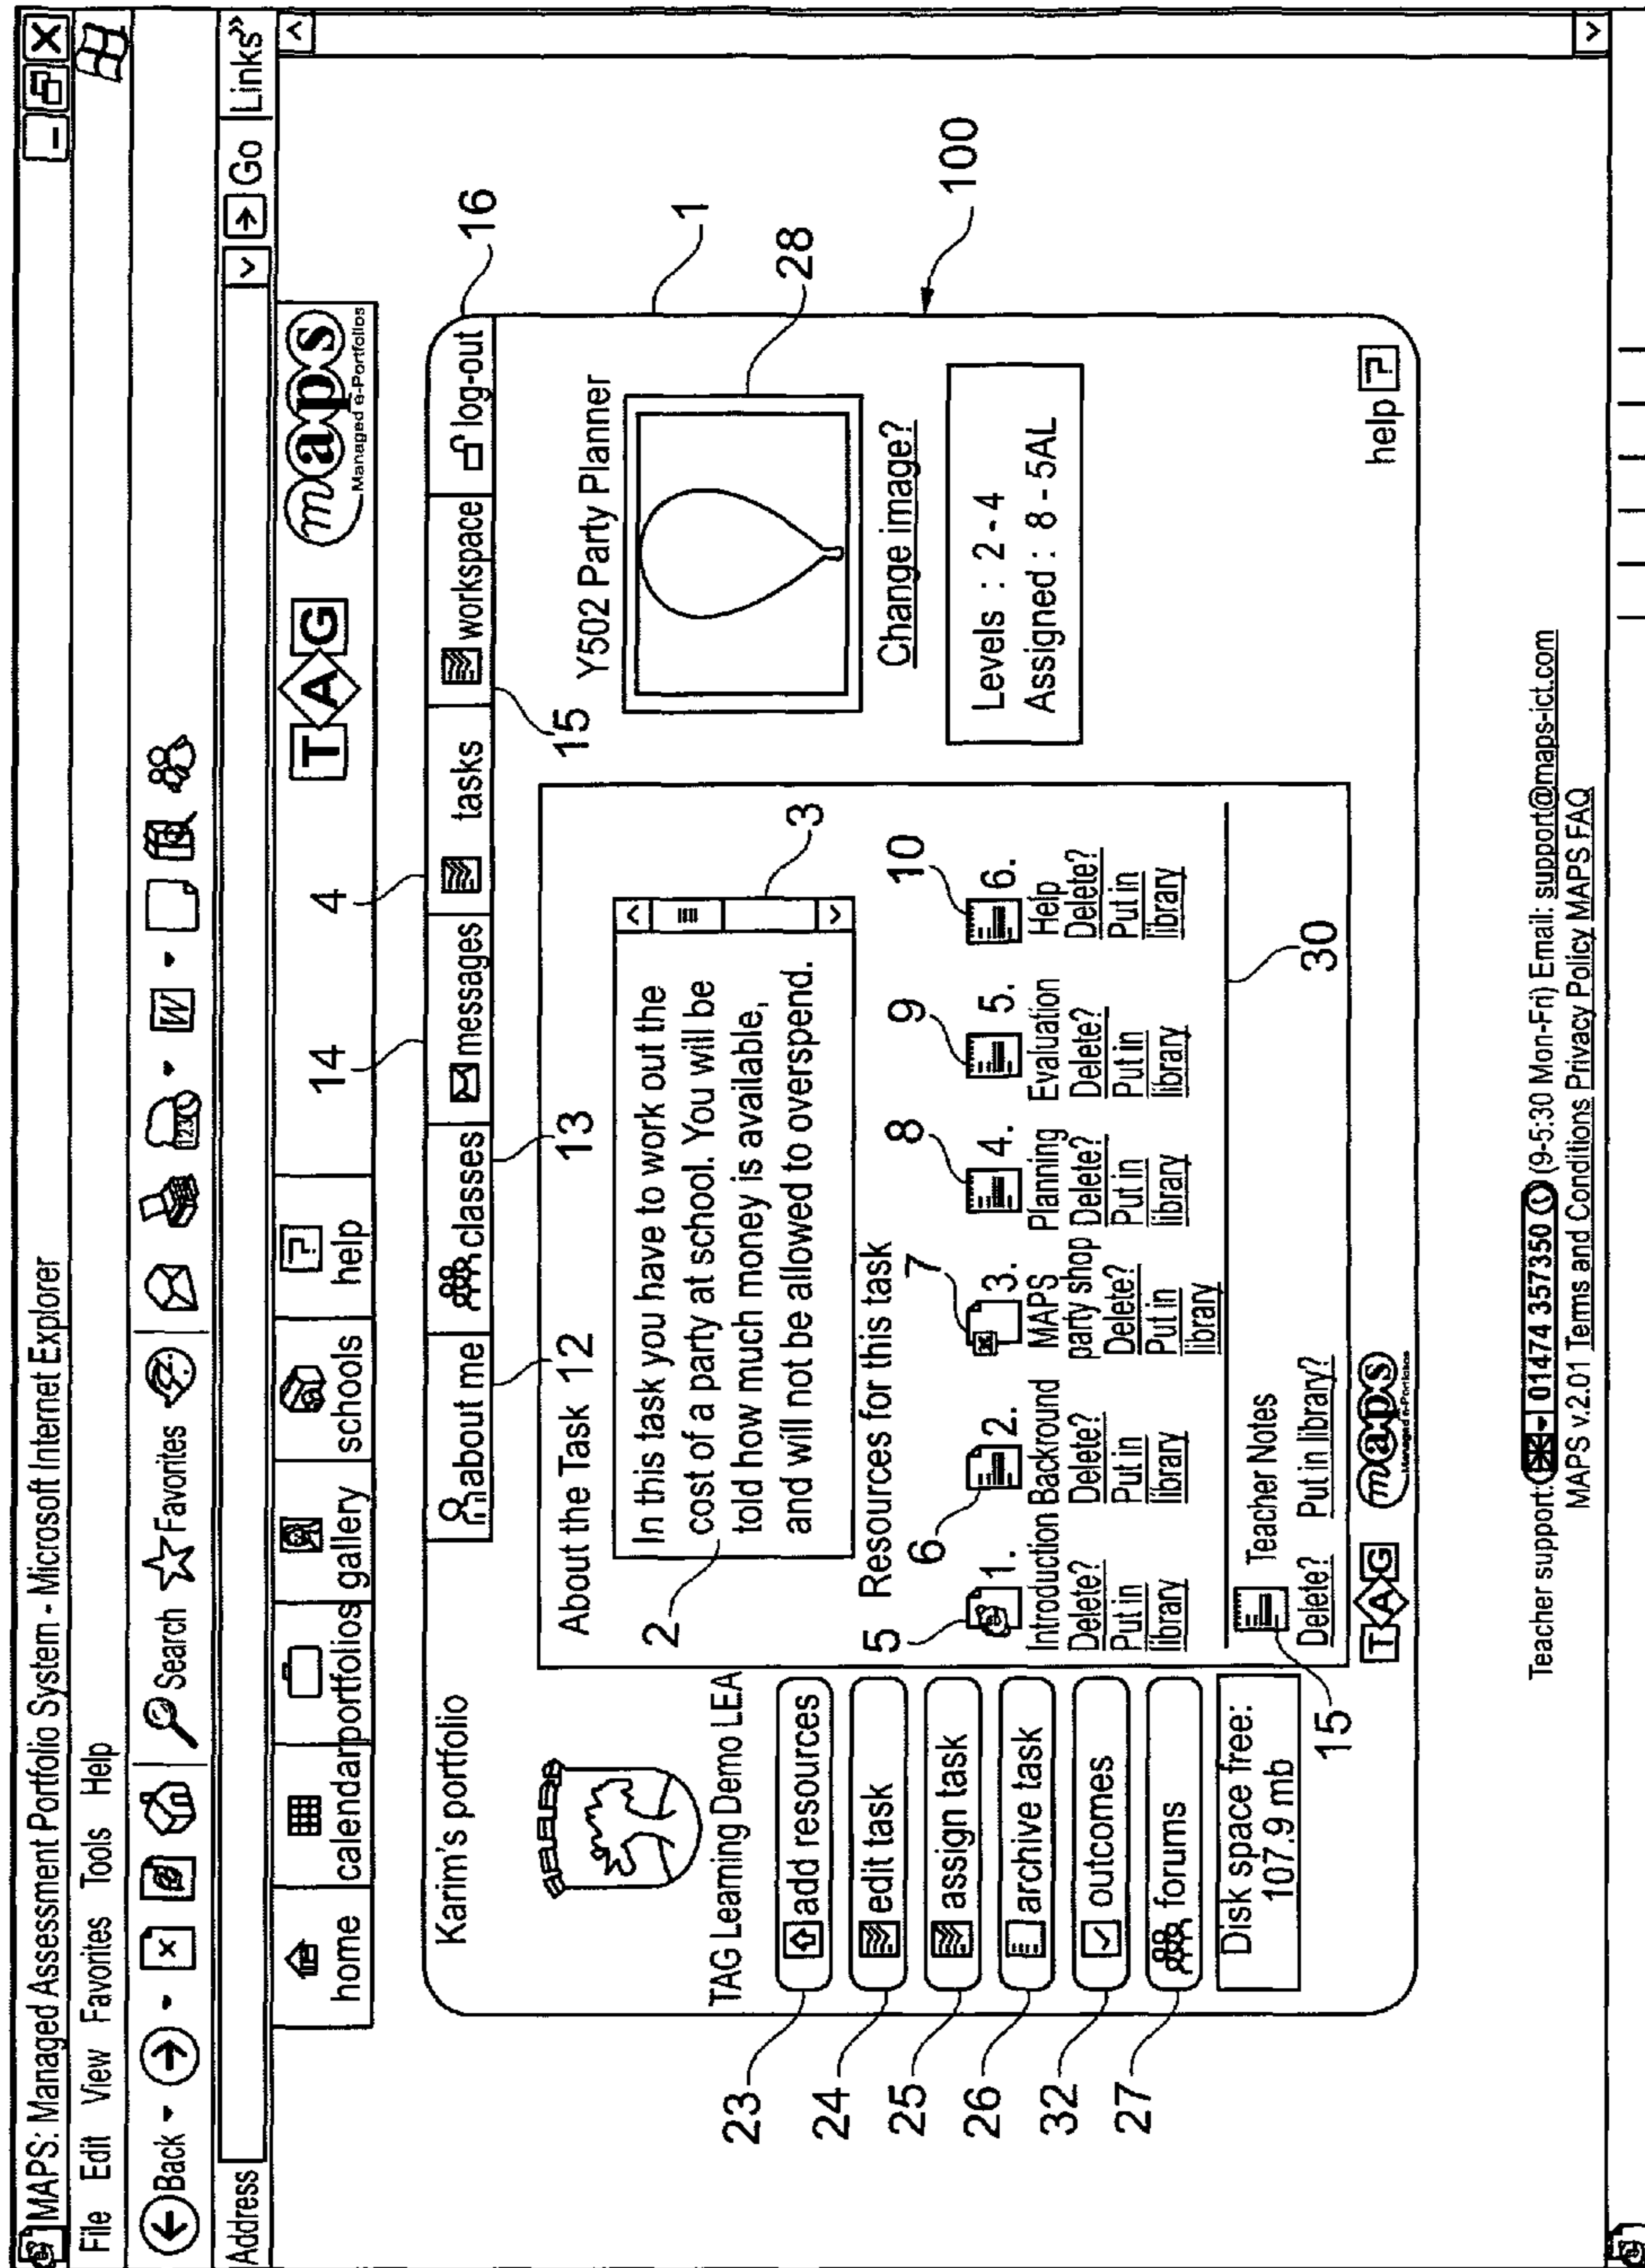 MAPS: Managed Assessment Portfolio System - Microsoft Internet Explorer
File Edit View Favorites Tools Help
Back Search Favorites
Address Go Links»
home calendar portfolios gallery schools help
TAG maps
Managed e-Portfolios
14 4
Karim's portfolio
about me classes messages tasks workspace log-out
16
12 13 15
TAG Learning Demo LEA
About the Task
Y502 Party Planner
1
2
In this task you have to work out the
cost of a party at school. You will be
told how much money is available,
and will not be allowed to overspend.
3
28
Change image?
100
23 add resources
24 edit task
25 assign task
26 archive task
32 outcomes
27 forums
Disk space free:
107.9 mb
Resources for this task
5 6 7 8 9 10
1. 2. 3. 4. 5. 6.
Introduction Backround MAPS party shop Planning Evaluation Help
Delete? Delete? Delete? Delete? Delete? Delete?
Put in library Put in library Put in library Put in library Put in library Put in library
Levels : 2 - 4
Assigned : 8 - 5AL
30
Teacher Notes
Delete? Put in library?
15
TAG maps
Managed e-Portfolios
help ?
Teacher support: 01474 357350 (9-5:30 Mon-Fri) Email: support@maps-ict.com
MAPS v.2.01 Terms and Conditions Privacy Policy MAPS FAQ